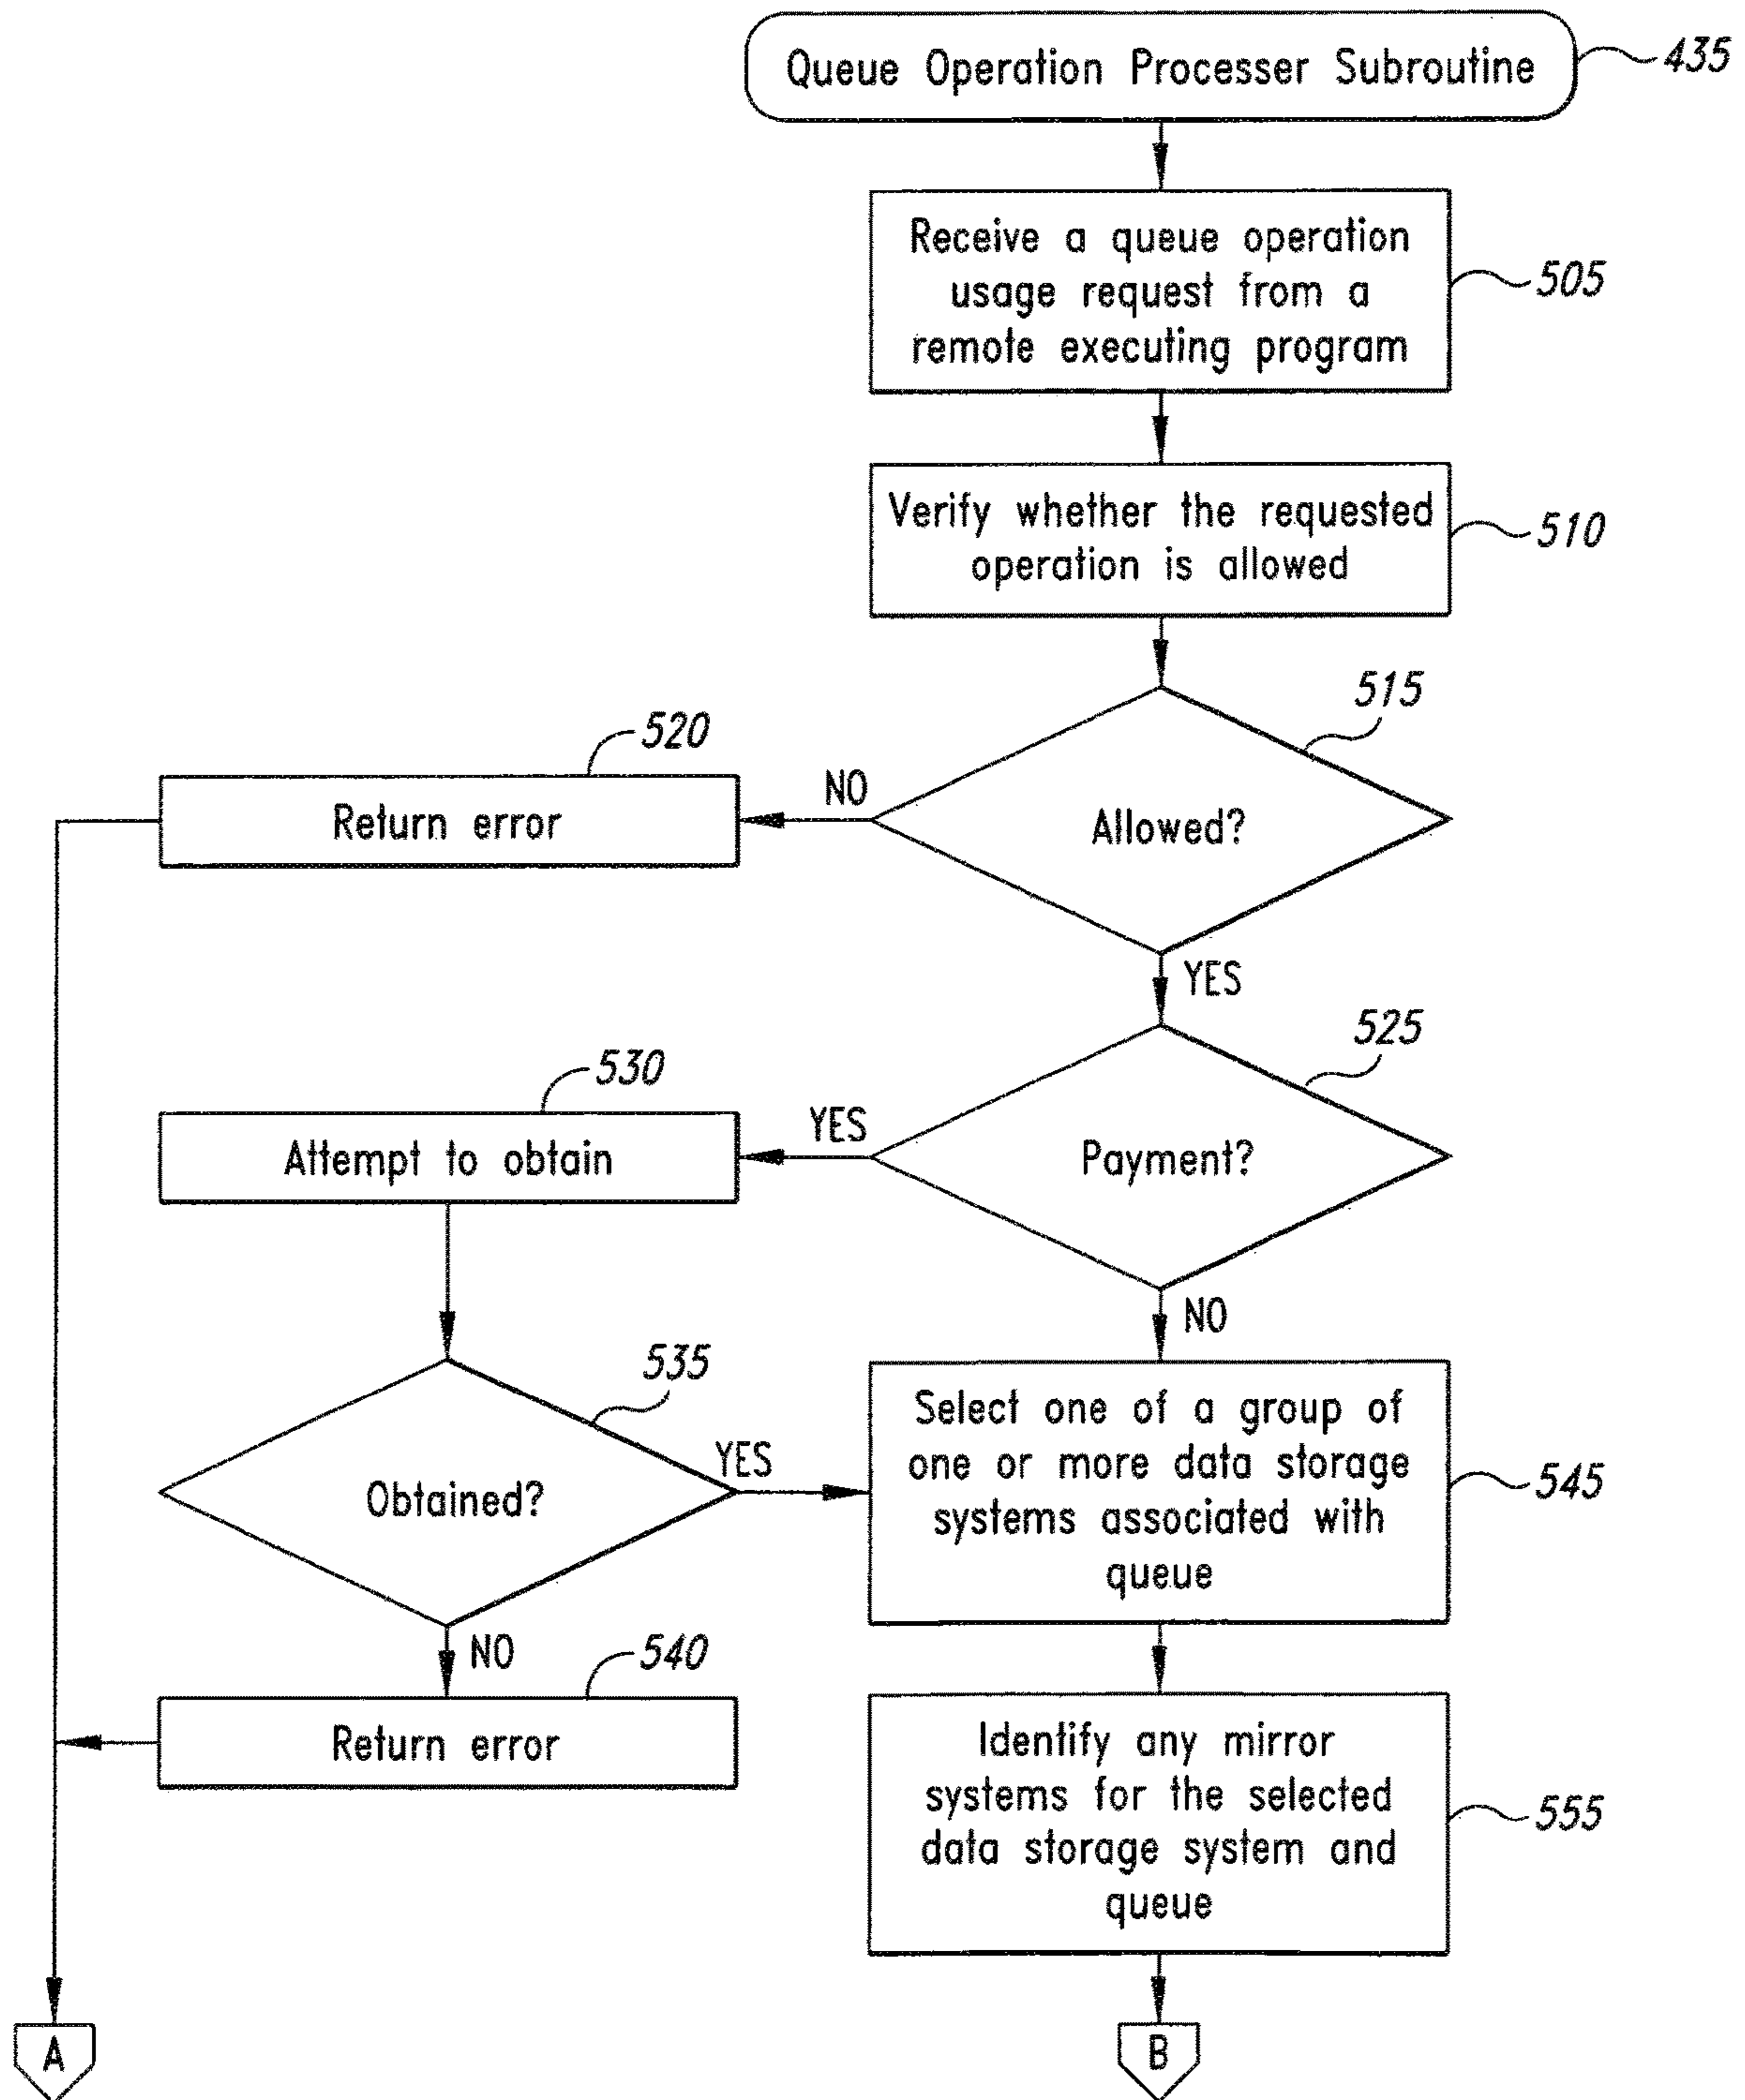 Queue Operation Processer Subroutine
435
Receive a queue operation
usage request from a
remote executing program
505
Verify whether the requested
operation is allowed
510
515
Allowed?
NO
520
Return error
YES
525
Payment?
YES
530
Attempt to obtain
NO
535
Obtained?
YES
Select one of a group of
one or more data storage
systems associated with
queue
545
NO
540
Return error
Identify any mirror
systems for the selected
data storage system and
queue
555
A
B